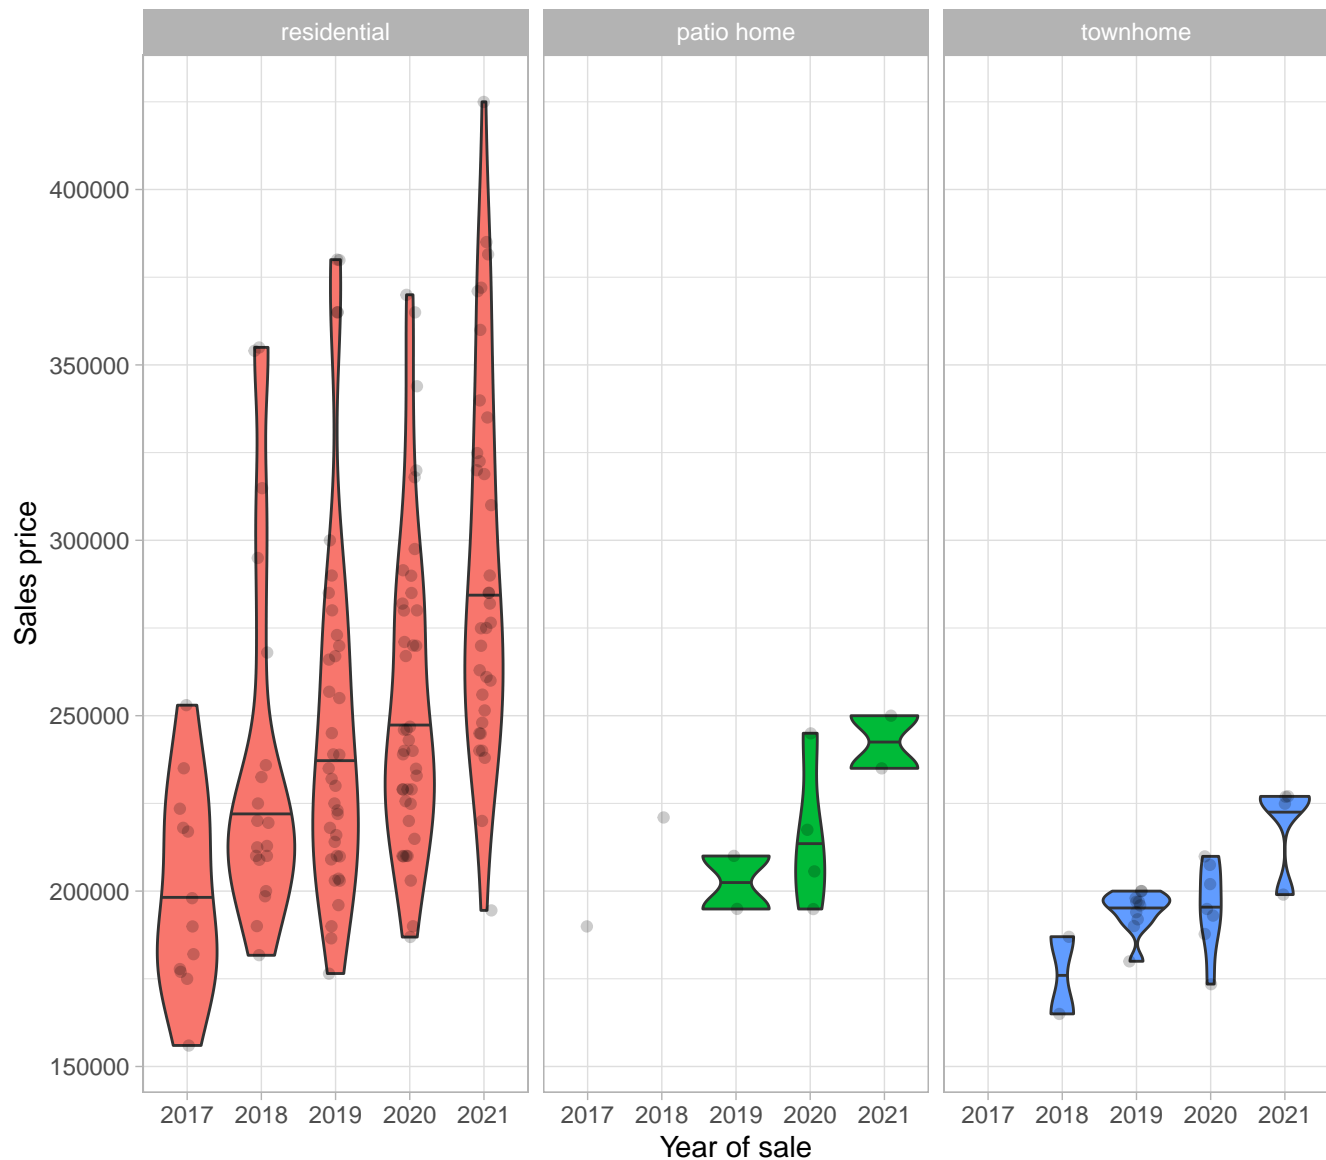 residential patio home townhome
400000
350000
300000
250000
200000
150000
Sales price
2017 2018 2019 2020 2021 2017 2018 2019 2020 2021 2017 2018 2019 2020 2021
Year of sale